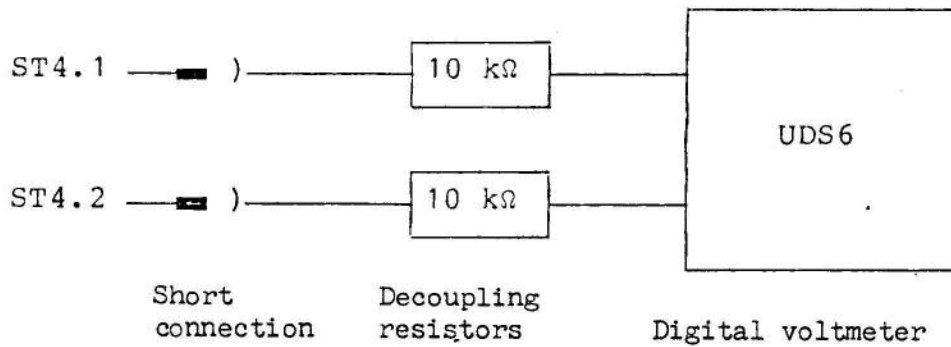 ST4.1
10 kΩ
UDS6
ST4.2
10 kΩ
Short
connection
Decoupling
resistors
Digital voltmeter